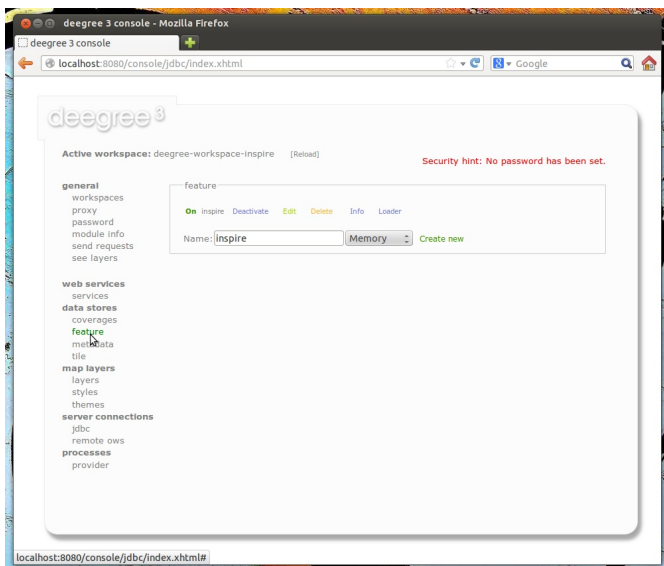 deegree 3 console - Mozilla Firefox
deegree 3 console
localhost:8080/console/jdbc/index.xhtml
Google
deegree 3
Active workspace: deegree-workspace-inspire [Reload]
Security hint: No password has been set.
general
workspaces
proxy
password
module info
send requests
see layers
web services
services
data stores
coverages
feature
metadata
tile
map layers
layers
styles
themes
server connections
jdbc
remote ows
processes
provider
feature
On inspire Deactivate Edit Delete Info Loader
Name: inspire Memory Create new
localhost:8080/console/jdbc/index.xhtml#